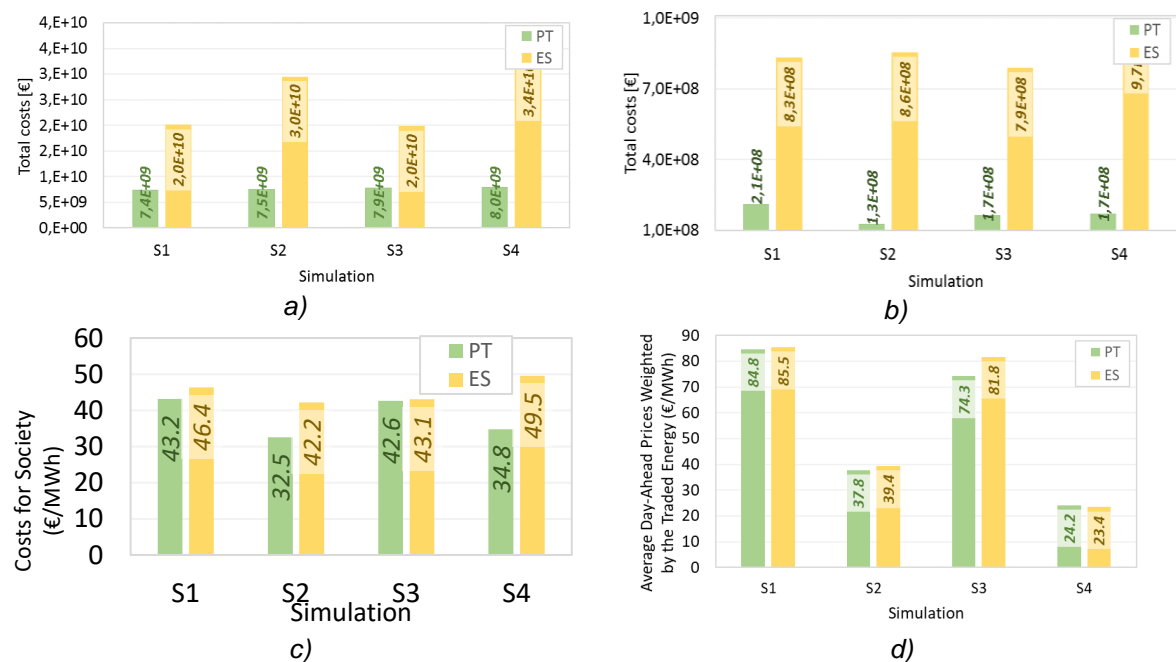 4,E+10
4,E+10
3,E+10
3,E+10
2,E+10
2,E+10
1,E+10
5,E+09
0,E+00
Total costs [€]
PT
ES
7,4E+09
2,0E+10
7,5E+09
3,0E+10
7,9E+09
2,0E+10
8,0E+09
3,4E+10
S1 S2 S3 S4
Simulation
a)
1,0E+09
7,0E+08
4,0E+08
1,0E+08
Total costs [€]
PT
ES
2,1E+08
8,3E+08
1,3E+08
8,6E+08
1,7E+08
7,9E+08
1,7E+08
S1 S2 S3 S4
Simulation
b)
60
50
40
30
20
10
0
Costs for Society
(€/MWh)
PT
ES
43.2
46.4
32.5
42.2
42.6
43.1
34.8
49.5
S1 S2 S3 S4
Simulation
c)
90
80
70
60
50
40
30
20
10
0
Average Day-Ahead Prices Weighted
by the Traded Energy (€/MWh)
PT
ES
84.8
85.5
37.8
39.4
74.3
81.8
24.2
23.4
S1 S2 S3 S4
Simulation
d)